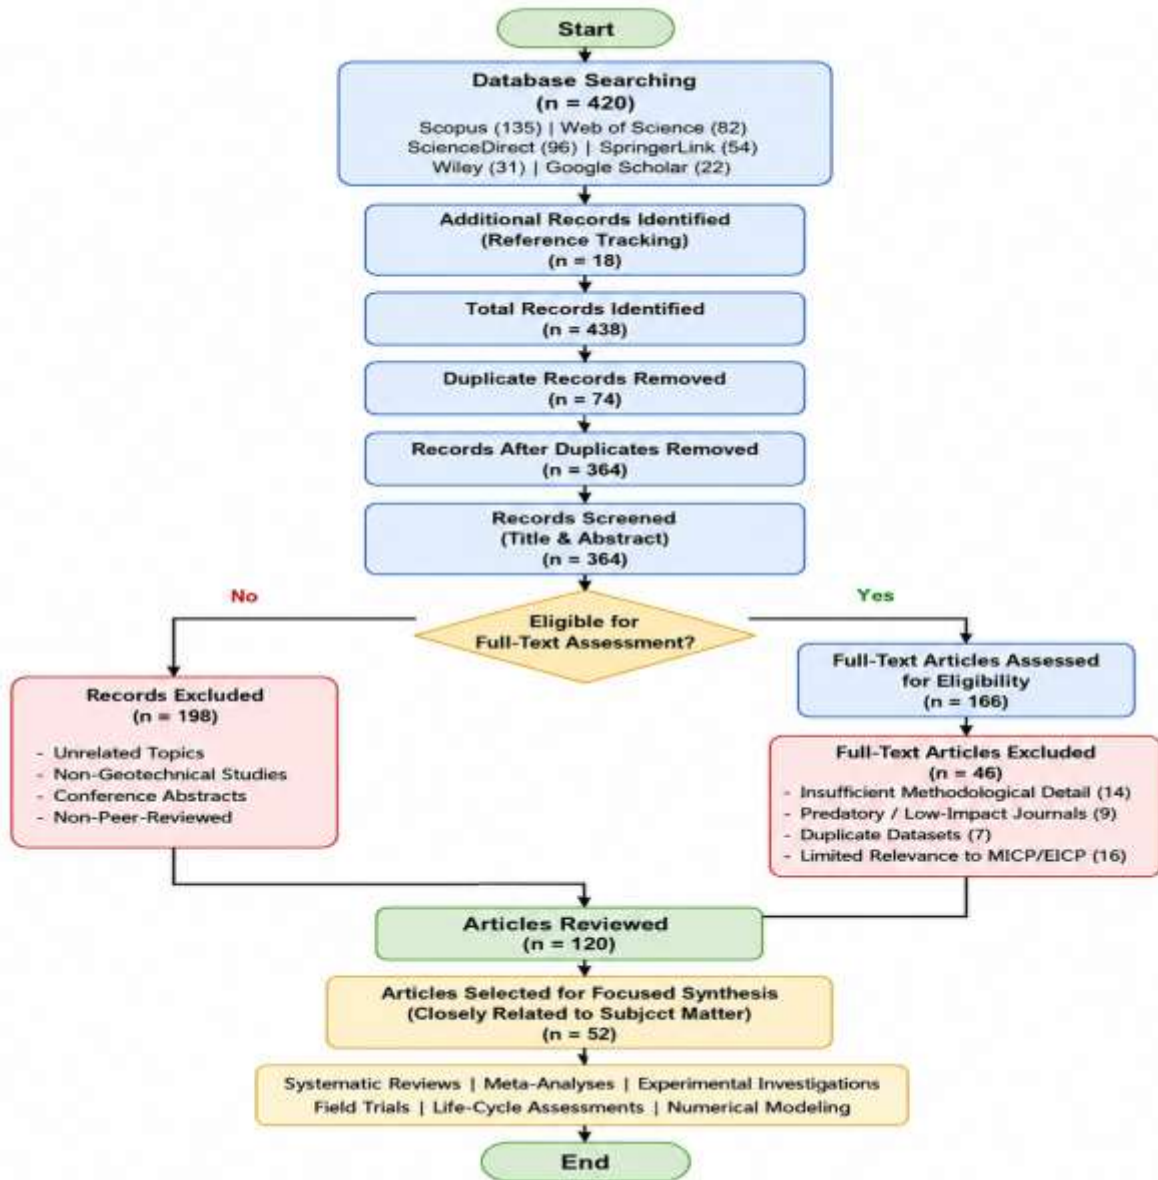 Start
Database Searching
(n = 420)
Scopus (135) | Web of Science (82)
ScienceDirect (96) | SpringerLink (54)
Wiley (31) | Google Scholar (22)
Additional Records Identified
(Reference Tracking)
(n = 18)
Total Records Identified
(n = 438)
Duplicate Records Removed
(n = 74)
Records After Duplicates Removed
(n = 364)
Records Screened
(Title & Abstract)
(n = 364)
Eligible for
Full-Text Assessment?
No
Yes
Records Excluded
(n = 198)
- Unrelated Topics
- Non-Geotechnical Studies
- Conference Abstracts
- Non-Peer-Reviewed
Full-Text Articles Assessed
for Eligibility
(n = 166)
Full-Text Articles Excluded
(n = 46)
- Insufficient Methodological Detail (14)
- Predatory / Low-Impact Journals (9)
- Duplicate Datasets (7)
- Limited Relevance to MICP/EICP (16)
Articles Reviewed
(n = 120)
Articles Selected for Focused Synthesis
(Closely Related to Subjcct Matter)
(n = 52)
Systematic Reviews | Meta-Analyses | Experimental Investigations
Field Trials | Life-Cycle Assessments | Numerical Modeling
End